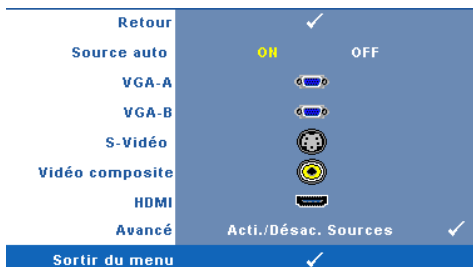 Retour
Source auto ON OFF
VGA-A
VGA-B
S-Vidéo
Vidéo composite
HDMI
Avancé Acti./Désac. Sources
Sortir du menu